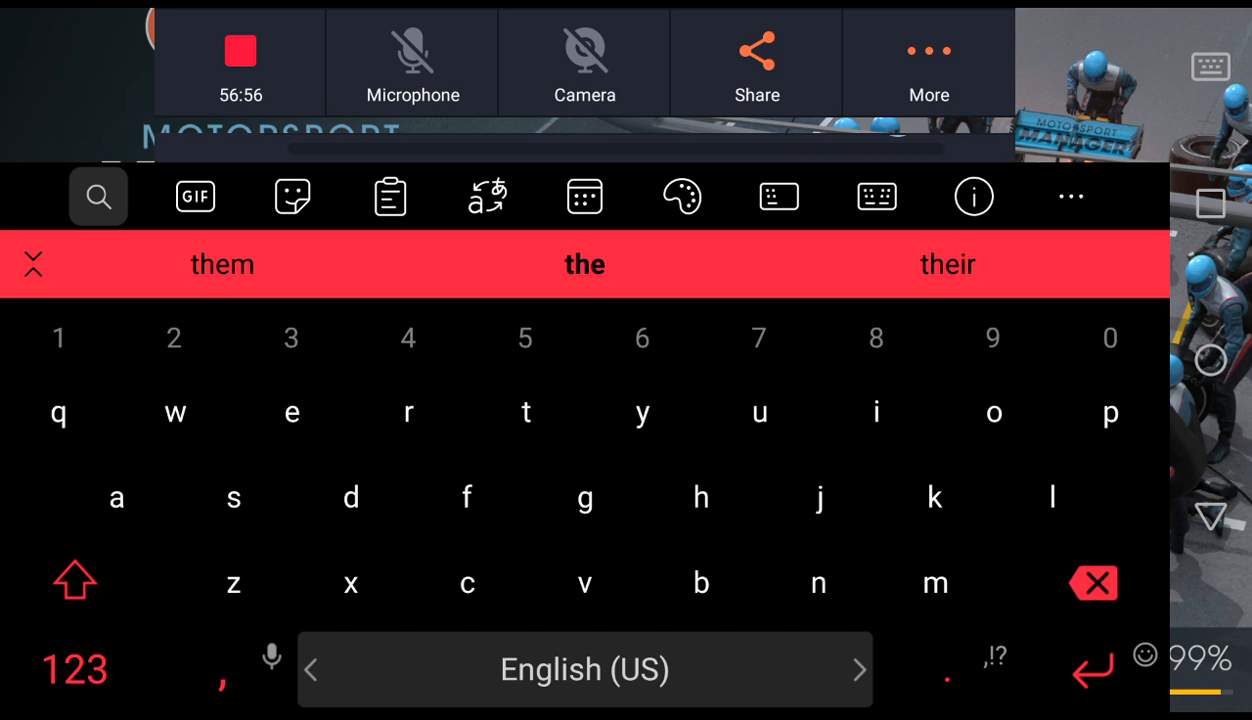 56:56 Microphone Camera Share More
MOTORSPORT
MOTORSPORT
MANAGER
GIF
them the their
1 2 3 4 5 6 7 8 9 0
q w e r t y u i o p
a s d f g h j k l
z x c v b n m
123 , English (US) . ,!? 99%